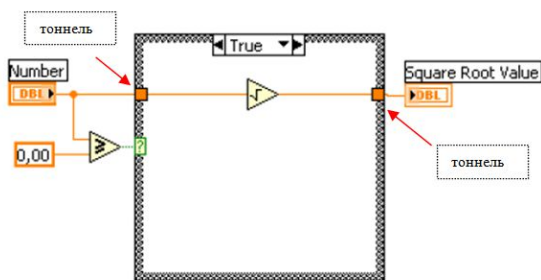 тоннель
True
Number
DBL
Square Root Value
DBL
0,00
?
тоннель